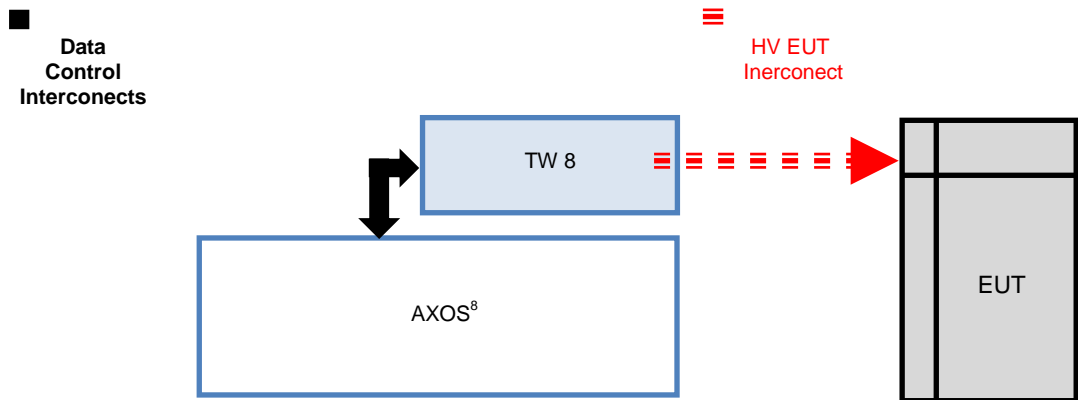 Data
Control
Interconects
HV EUT
Inerconect
TW 8
AXOS⁸
EUT